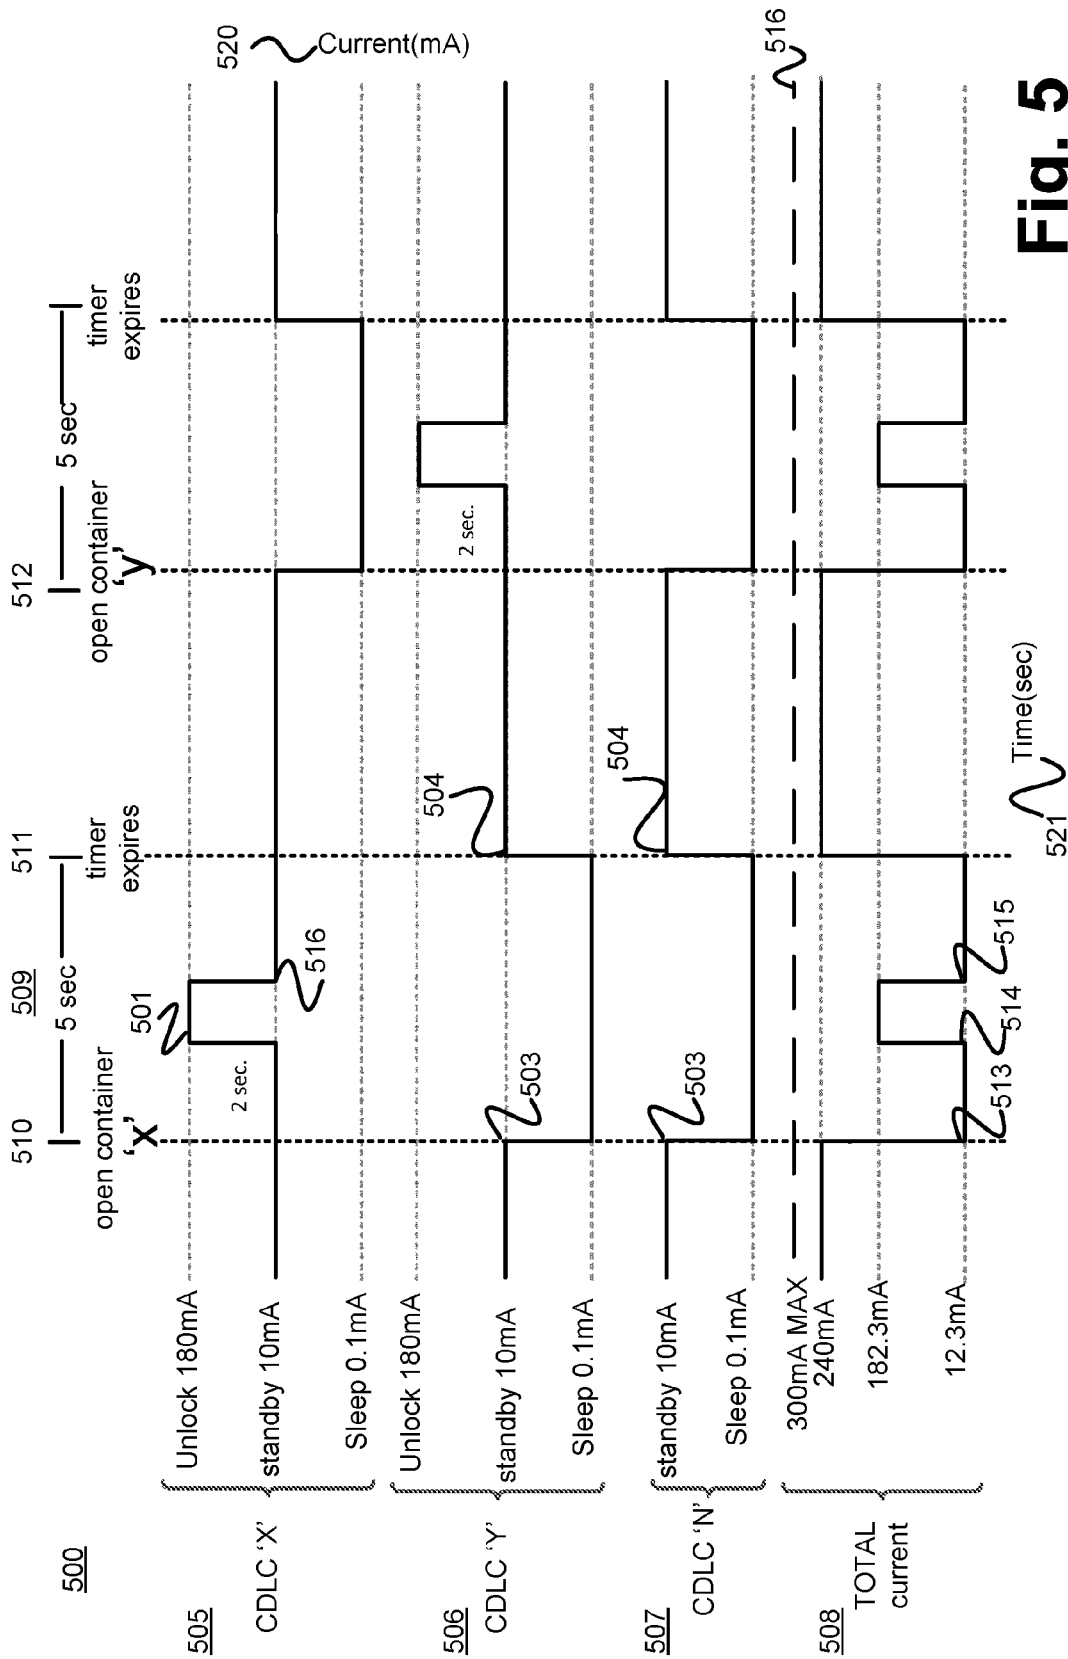 500
509
510
5 sec
511
512
5 sec
open container
'X'
timer
expires
open container
'y'
timer
expires
520
Current(mA)
505
CDLC 'X'
Unlock 180mA
standby 10mA
Sleep 0.1mA
501
2 sec.
516
506
CDLC 'Y'
Unlock 180mA
standby 10mA
Sleep 0.1mA
503
504
2 sec.
507
CDLC 'N'
standby 10mA
Sleep 0.1mA
503
504
508
TOTAL
current
300mA MAX
240mA
182.3mA
12.3mA
516
513
514
515
521
Time(sec)
Fig. 5